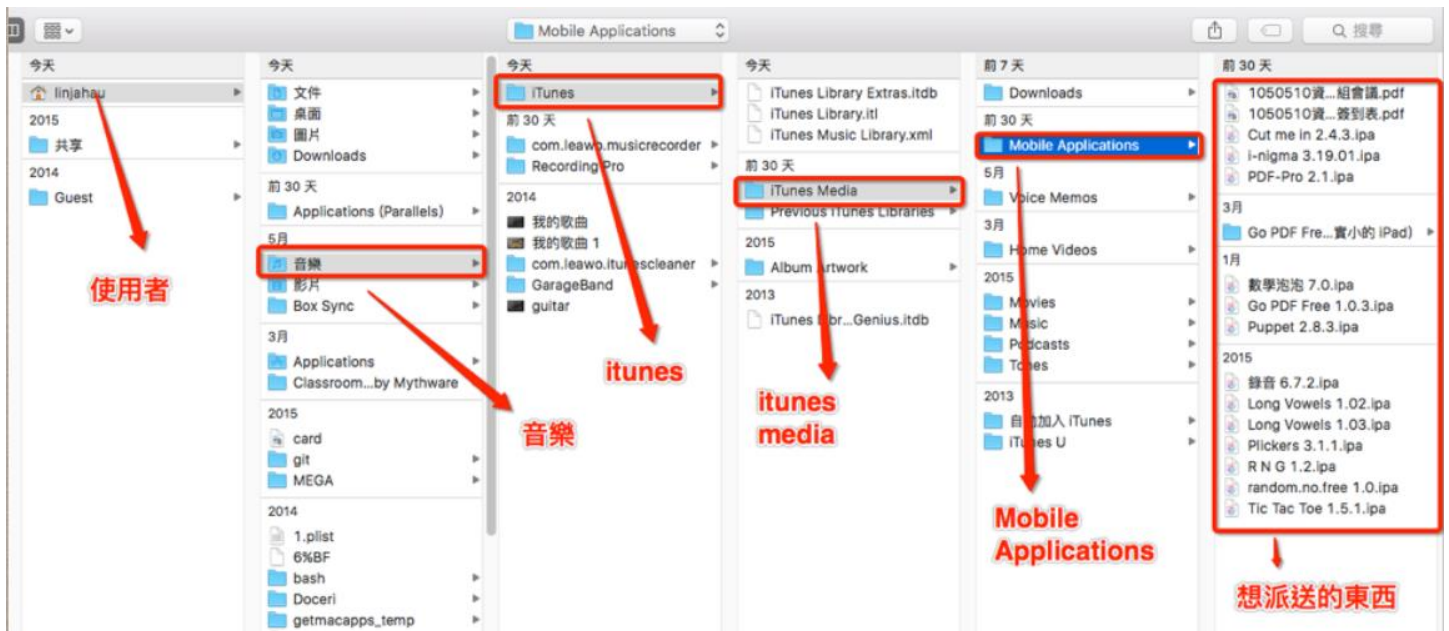 Mobile Applications
搜尋
今天
linjahau
2015
共享
2014
Guest
使用者
今天
文件
桌面
圖片
Downloads
前 30 天
Applications (Parallels)
5月
音樂
影片
Box Sync
3月
Applications
Classroom...by Mythware
2015
card
git
MEGA
2014
1.plist
6%BF
bash
Doceri
getmacapps_temp
音樂
今天
iTunes
前 30 天
com.leawo.musicrecorder
Recording Pro
2014
我的歌曲
我的歌曲 1
com.leawo.itunescleaner
GarageBand
guitar
itunes
今天
iTunes Library Extras.itdb
iTunes Library.itl
iTunes Music Library.xml
前 30 天
iTunes Media
Previous iTunes Libraries
2015
Album Artwork
2013
iTunes Genius.itdb
itunes
media
前 7 天
Downloads
前 30 天
Mobile Applications
5月
Voice Memos
3月
Home Videos
2015
Movies
Music
Podcasts
Tones
2013
自動加入 iTunes
iTunes U
Mobile
Applications
前 30 天
1050510資...組會議.pdf
1050510資...簽到表.pdf
Cut me in 2.4.3.ipa
i-nigma 3.19.01.ipa
PDF-Pro 2.1.ipa
3月
Go PDF Fre...實小的 iPad)
1月
數學泡泡 7.0.ipa
Go PDF Free 1.0.3.ipa
Puppet 2.8.3.ipa
2015
錄音 6.7.2.ipa
Long Vowels 1.02.ipa
Long Vowels 1.03.ipa
Plickers 3.1.1.ipa
R N G 1.2.ipa
random.no.free 1.0.ipa
Tic Tac Toe 1.5.1.ipa
想派送的東西